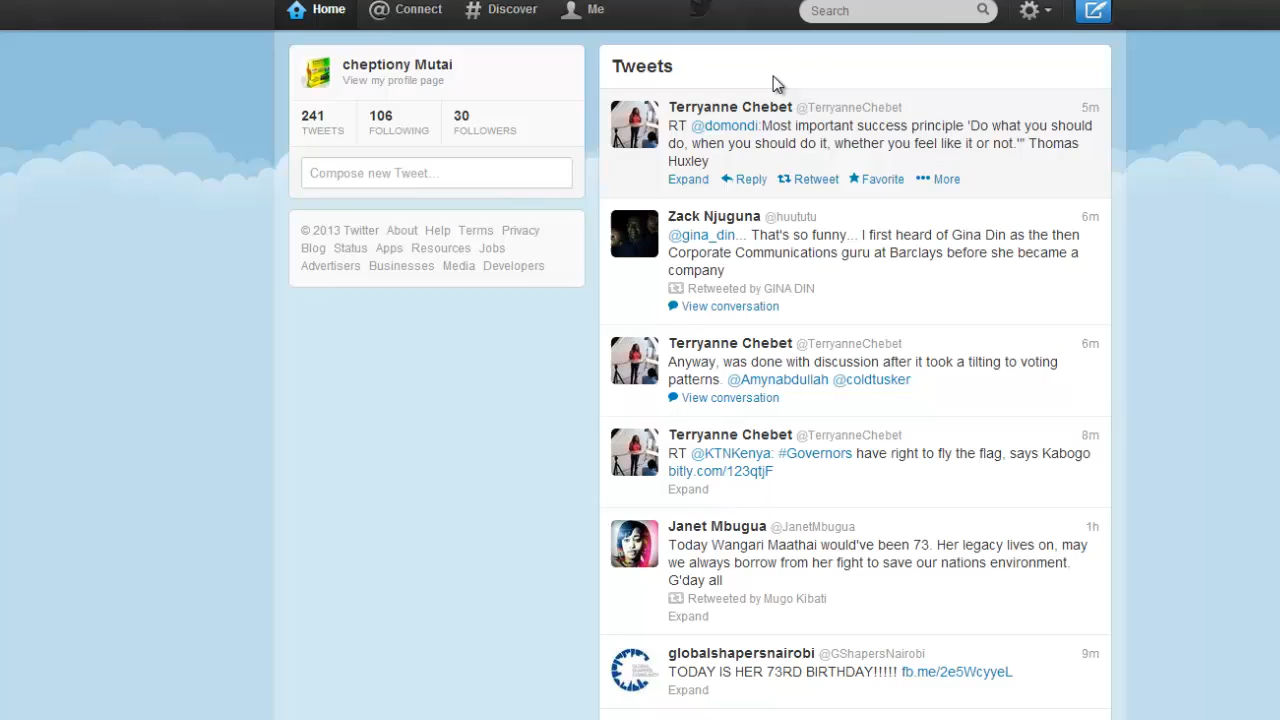 Home Connect Discover Me Search
cheptiony Mutai
View my profile page
241 106 30
TWEETS FOLLOWING FOLLOWERS
Compose new Tweet...
© 2013 Twitter About Help Terms Privacy
Blog Status Apps Resources Jobs
Advertisers Businesses Media Developers
Tweets
Terryanne Chebet @TerryanneChebet 5m
RT @domondi:Most important success principle 'Do what you should
do, when you should do it, whether you feel like it or not.'" Thomas
Huxley
Expand Reply Retweet Favorite More
Zack Njuguna @huututu 6m
@gina_din... That's so funny... I first heard of Gina Din as the then
Corporate Communications guru at Barclays before she became a
company
Retweeted by GINA DIN
View conversation
Terryanne Chebet @TerryanneChebet 6m
Anyway, was done with discussion after it took a tilting to voting
patterns. @Amynabdullah @coldtusker
View conversation
Terryanne Chebet @TerryanneChebet 8m
RT @KTNKenya: #Governors have right to fly the flag, says Kabogo
bitly.com/123qtjF
Expand
Janet Mbugua @JanetMbugua 1h
Today Wangari Maathai would've been 73. Her legacy lives on, may
we always borrow from her fight to save our nations environment.
G'day all
Retweeted by Mugo Kibati
Expand
globalshapersnairobi @GShapersNairobi 9m
TODAY IS HER 73RD BIRTHDAY!!!!! fb.me/2e5WcyyeL
Expand